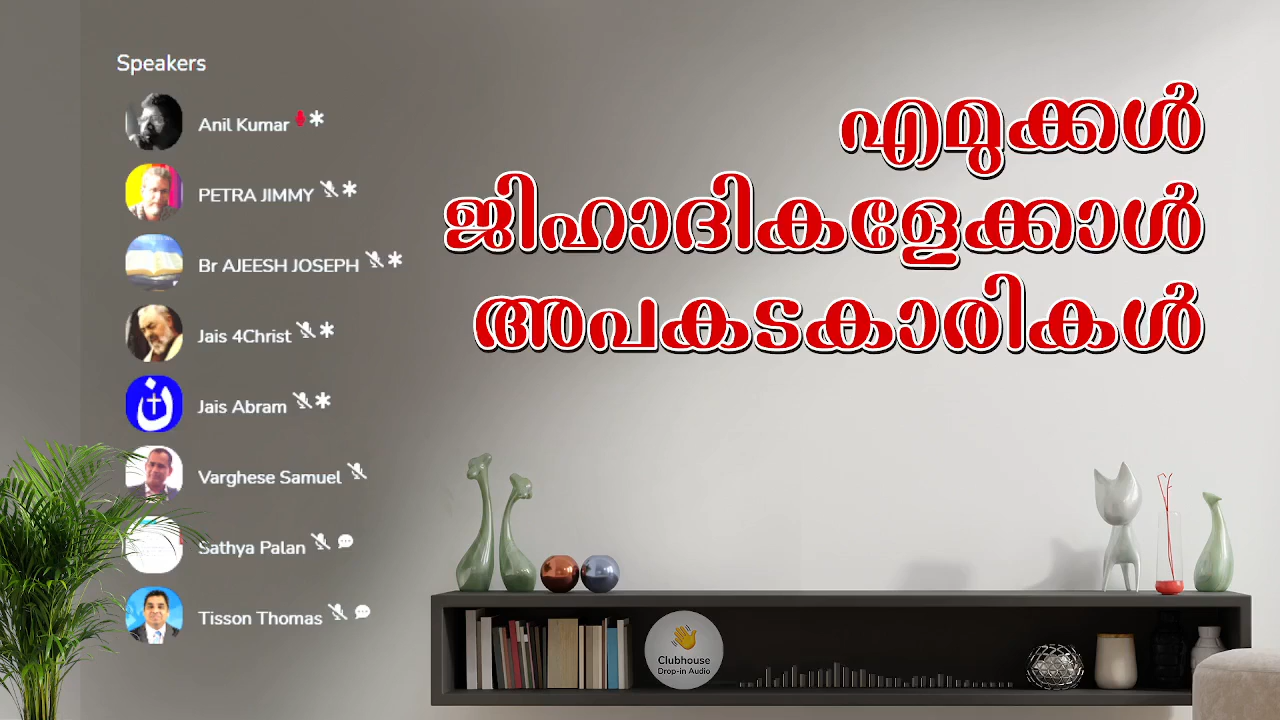 Speakers
Anil Kumar
PETRA JIMMY
Br AJEESH JOSEPH
Jais 4Christ
Jais Abram
Varghese Samuel
Sathya Palan
Tisson Thomas
എമുക്കൾ
ജിഹാദികളേക്കാൾ
അപകടകാരികൾ
Clubhouse
Drop-in Audio